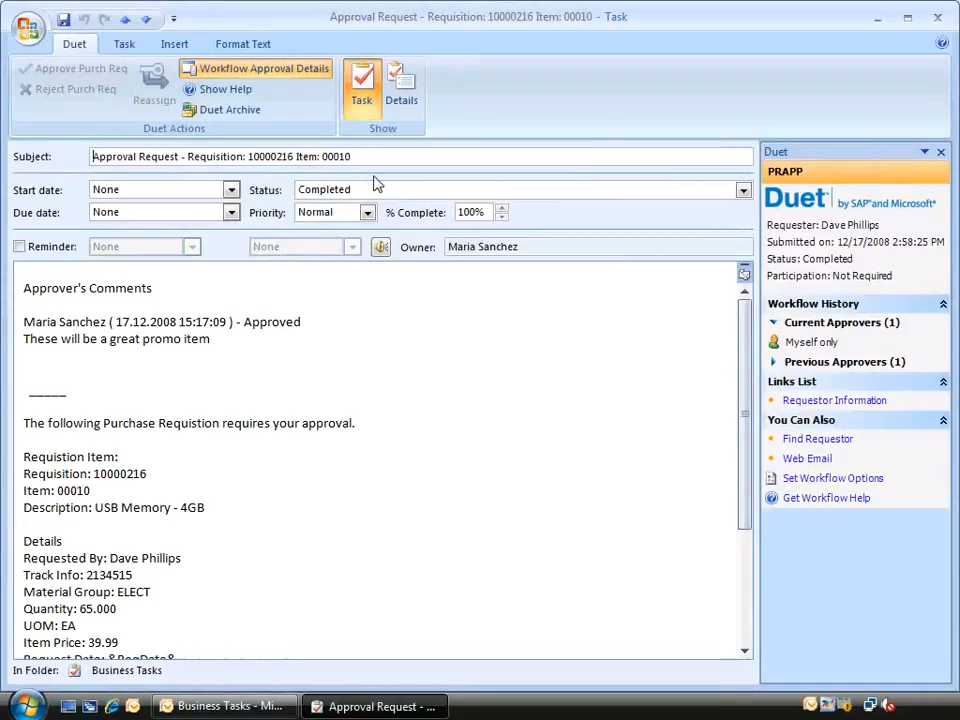 Approval Request - Requisition: 10000216 Item: 00010 - Task
Duet Task Insert Format Text
Approve Purch Req
Reject Purch Req
Reassign
Workflow Approval Details
Show Help
Duet Archive
Duet Actions
Task
Details
Show
Subject: Approval Request - Requisition: 10000216 Item: 00010
Start date: None Status: Completed
Due date: None Priority: Normal % Complete: 100%
Reminder: None None Owner: Maria Sanchez
Approver's Comments
Maria Sanchez ( 17.12.2008 15:17:09 ) - Approved
These will be a great promo item
_____
The following Purchase Requistion requires your approval.
Requistion Item:
Requisition: 10000216
Item: 00010
Description: USB Memory - 4GB
Details
Requested By: Dave Phillips
Track Info: 2134515
Material Group: ELECT
Quantity: 65.000
UOM: EA
Item Price: 39.99
Request Date: &ReqDate&
In Folder: Business Tasks
Duet
PRAPP
Duet by SAP and Microsoft
Requester: Dave Phillips
Submitted on: 12/17/2008 2:58:25 PM
Status: Completed
Participation: Not Required
Workflow History
Current Approvers (1)
Myself only
Previous Approvers (1)
Links List
Requestor Information
You Can Also
Find Requestor
Web Email
Set Workflow Options
Get Workflow Help
Business Tasks - Mi...
Approval Request - ...